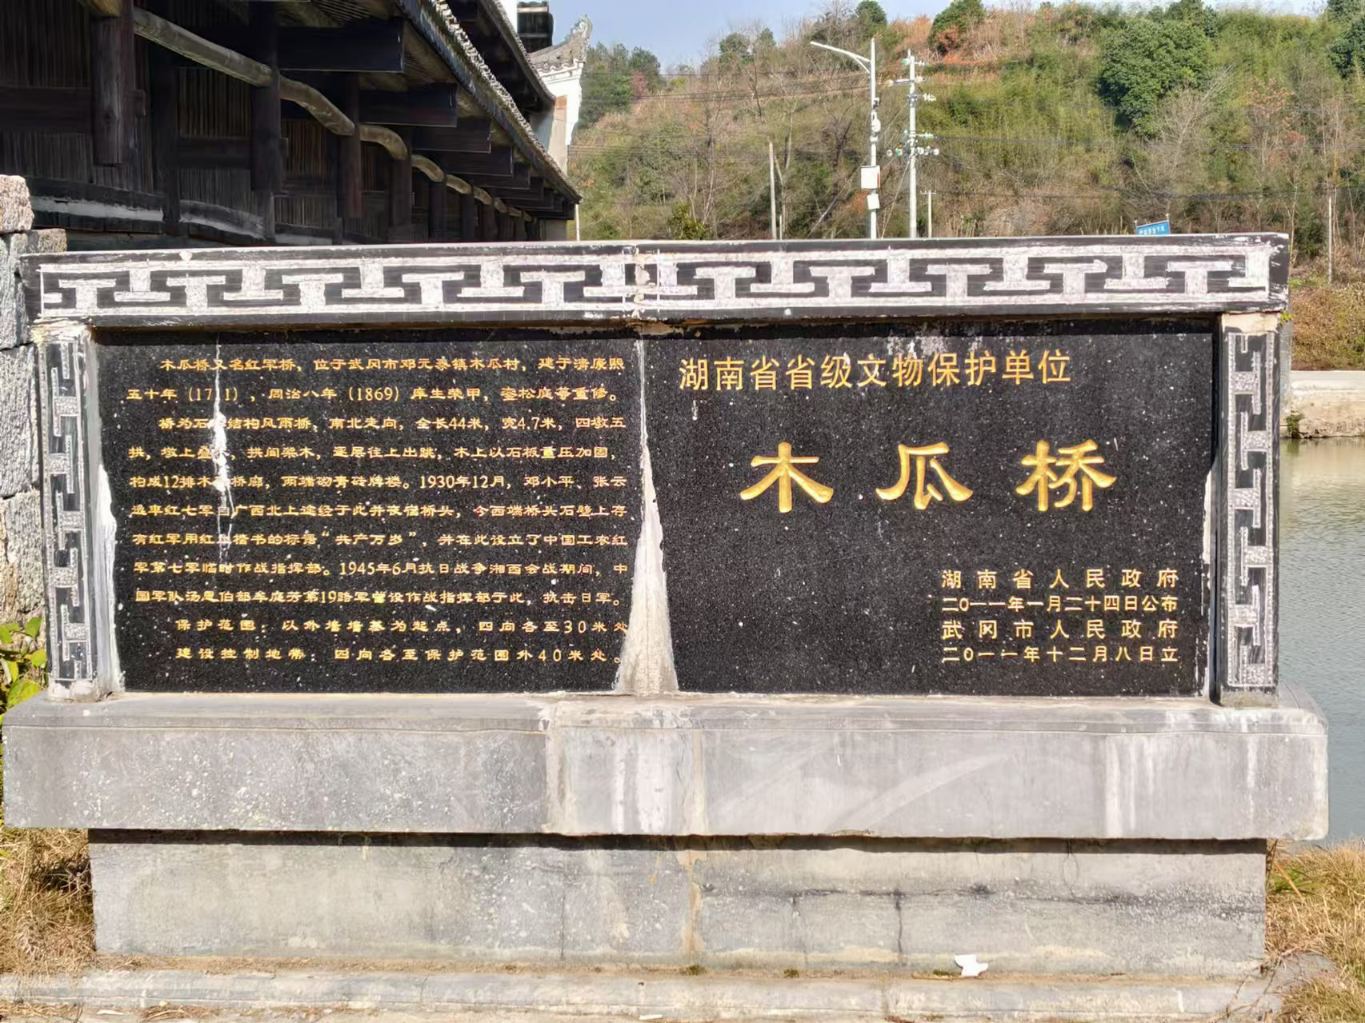 木瓜桥又名红军桥，位于武冈市邓元泰镇木瓜村，建于清康熙
五十年（1711），同治八年（1869）庠生荣甲，姿松庭等重修。
桥为石 结构风雨桥，南北走向，全长44米，宽4.7米，四墩五
拱，墩上叠 ，拱间梁木，逐层往上出跳，木上以石板重压加固，
构成12排木 桥廊，两端砌青砖牌楼。1930年12月，邓小平、张云
逸率红七军 广西北上途经于此并夜宿桥头，今西端桥头石壁上存
有红军用红 楷书的标语“共产万岁”，并在此设立了中国工农红
军第七军临时作战指挥部。1945年6月抗日战争湘西会战期间，中
国军队汤恩伯部牟庭芳第19路军曾设作战指挥部于此，抗击日军。
保护范围：以外墙墙基为起点，四向各至30米处
建设控制地带：四向各至保护范围外40米处。
湖南省省级文物保护单位
木瓜桥
湖南省人民政府
二〇一一年一月二十四日公布
武冈市人民政府
二〇一一年十二月八日立